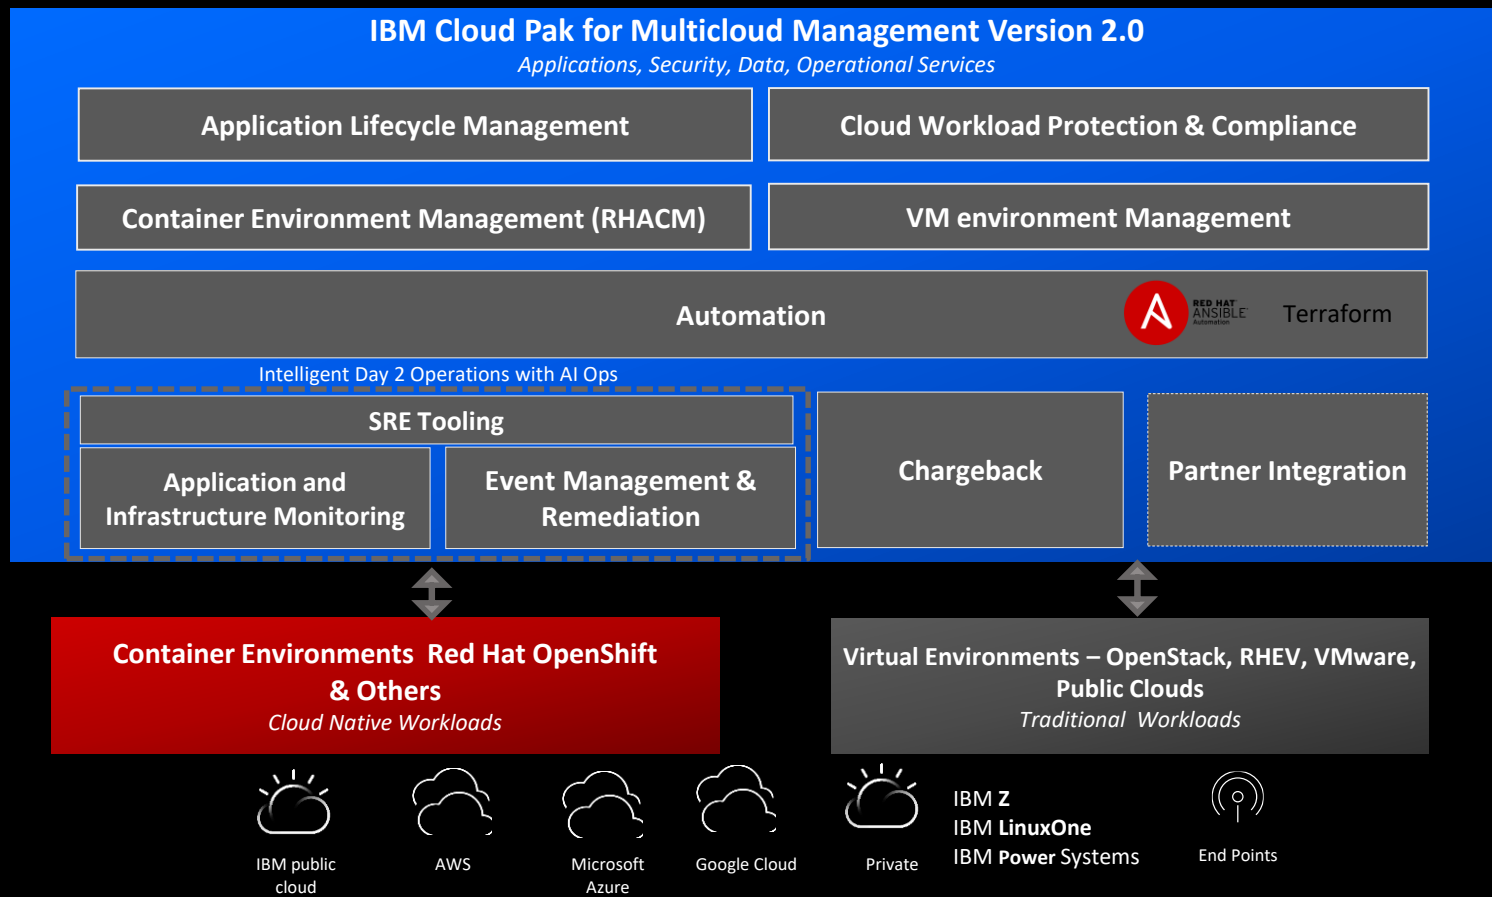 IBM Cloud Pak for Multicloud Management Version 2.0
Applications, Security, Data, Operational Services
Application Lifecycle Management
Cloud Workload Protection & Compliance
Container Environment Management (RHACM)
VM environment Management
Automation
RED HAT
ANSIBLE
Automation
Terraform
Intelligent Day 2 Operations with AI Ops
SRE Tooling
Application and
Infrastructure Monitoring
Event Management &
Remediation
Chargeback
Partner Integration
Container Environments  Red Hat OpenShift
& Others
Cloud Native Workloads
Virtual Environments – OpenStack, RHEV, VMware,
Public Clouds
Traditional  Workloads
IBM public
cloud
AWS
Microsoft
Azure
Google Cloud
Private
IBM Z
IBM LinuxOne
IBM Power Systems
End Points